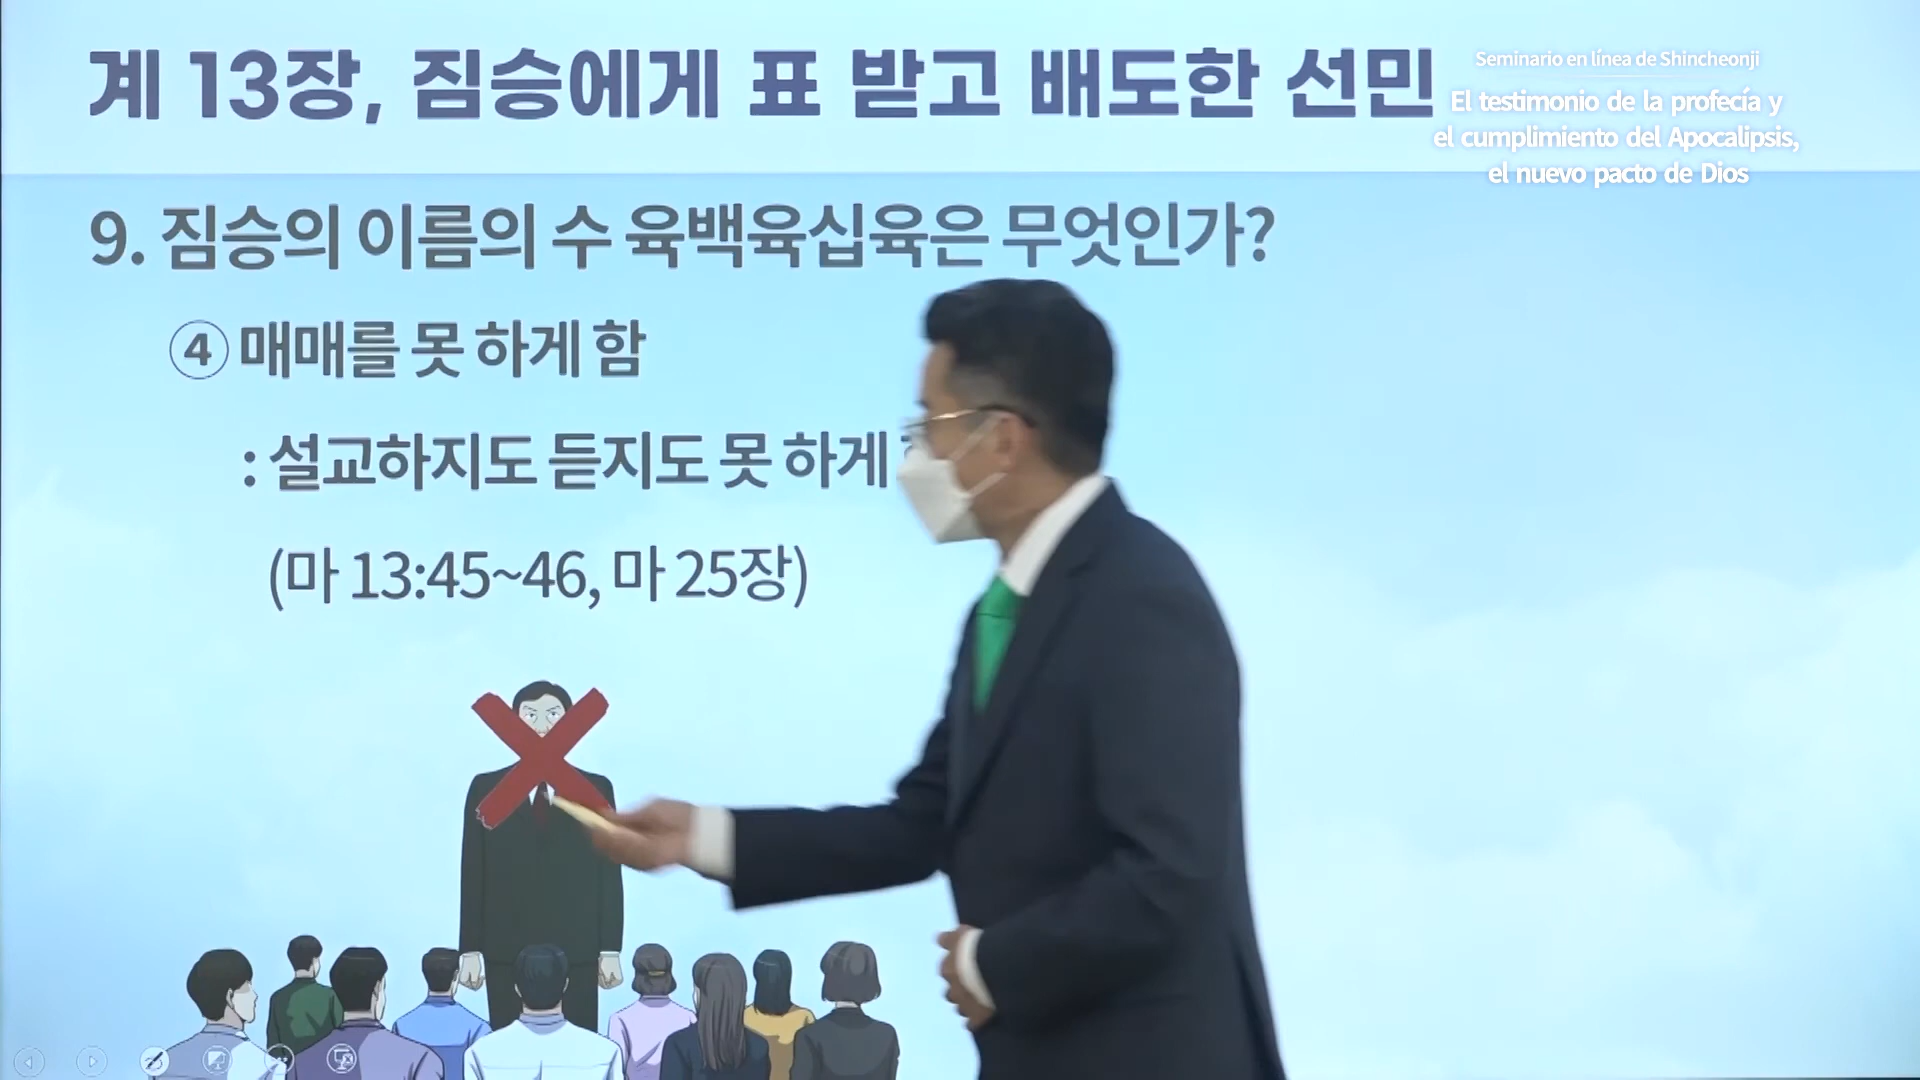 계 13장, 짐승에게 표 받고 배도한 선민
Seminario en línea de Shincheonji
El testimonio de la profecía y
el cumplimiento del Apocalipsis,
el nuevo pacto de Dios
9. 짐승의 이름의 수 육백육십육은 무엇인가?
④ 매매를 못 하게 함
: 설교하지도 듣지도 못 하게
(마 13:45~46, 마 25장)